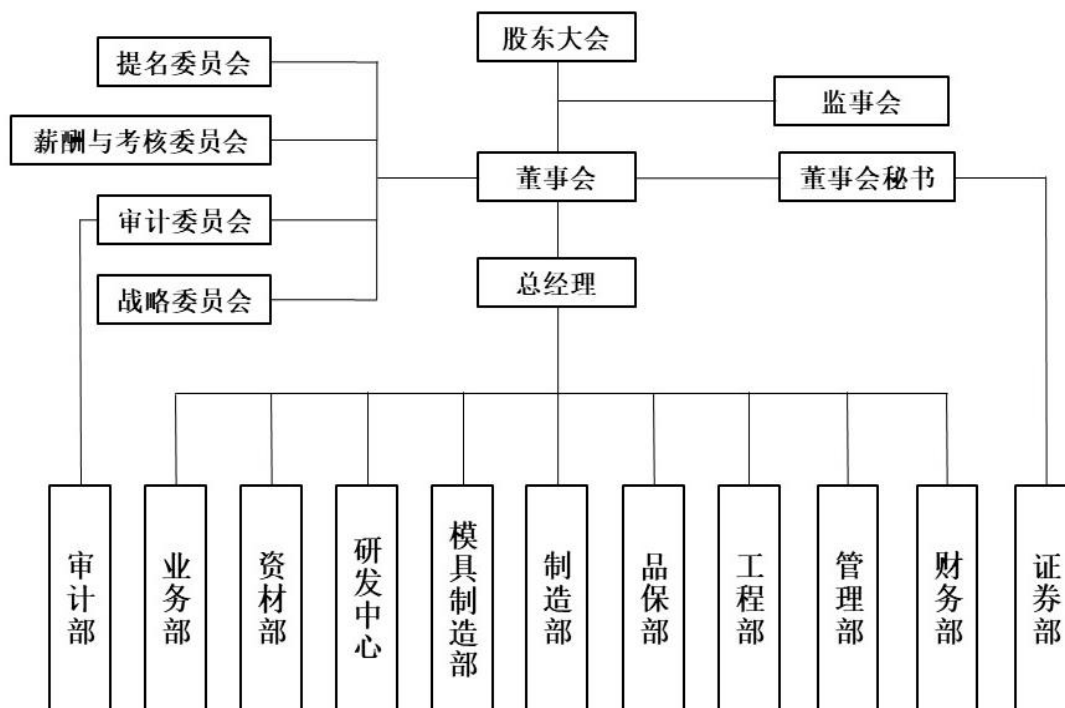 股东大会
提名委员会
监事会
薪酬与考核委员会
董事会
董事会秘书
审计委员会
总经理
战略委员会
审计部
业务部
资材部
研发中心
模具制造部
制造部
品保部
工程部
管理部
财务部
证券部